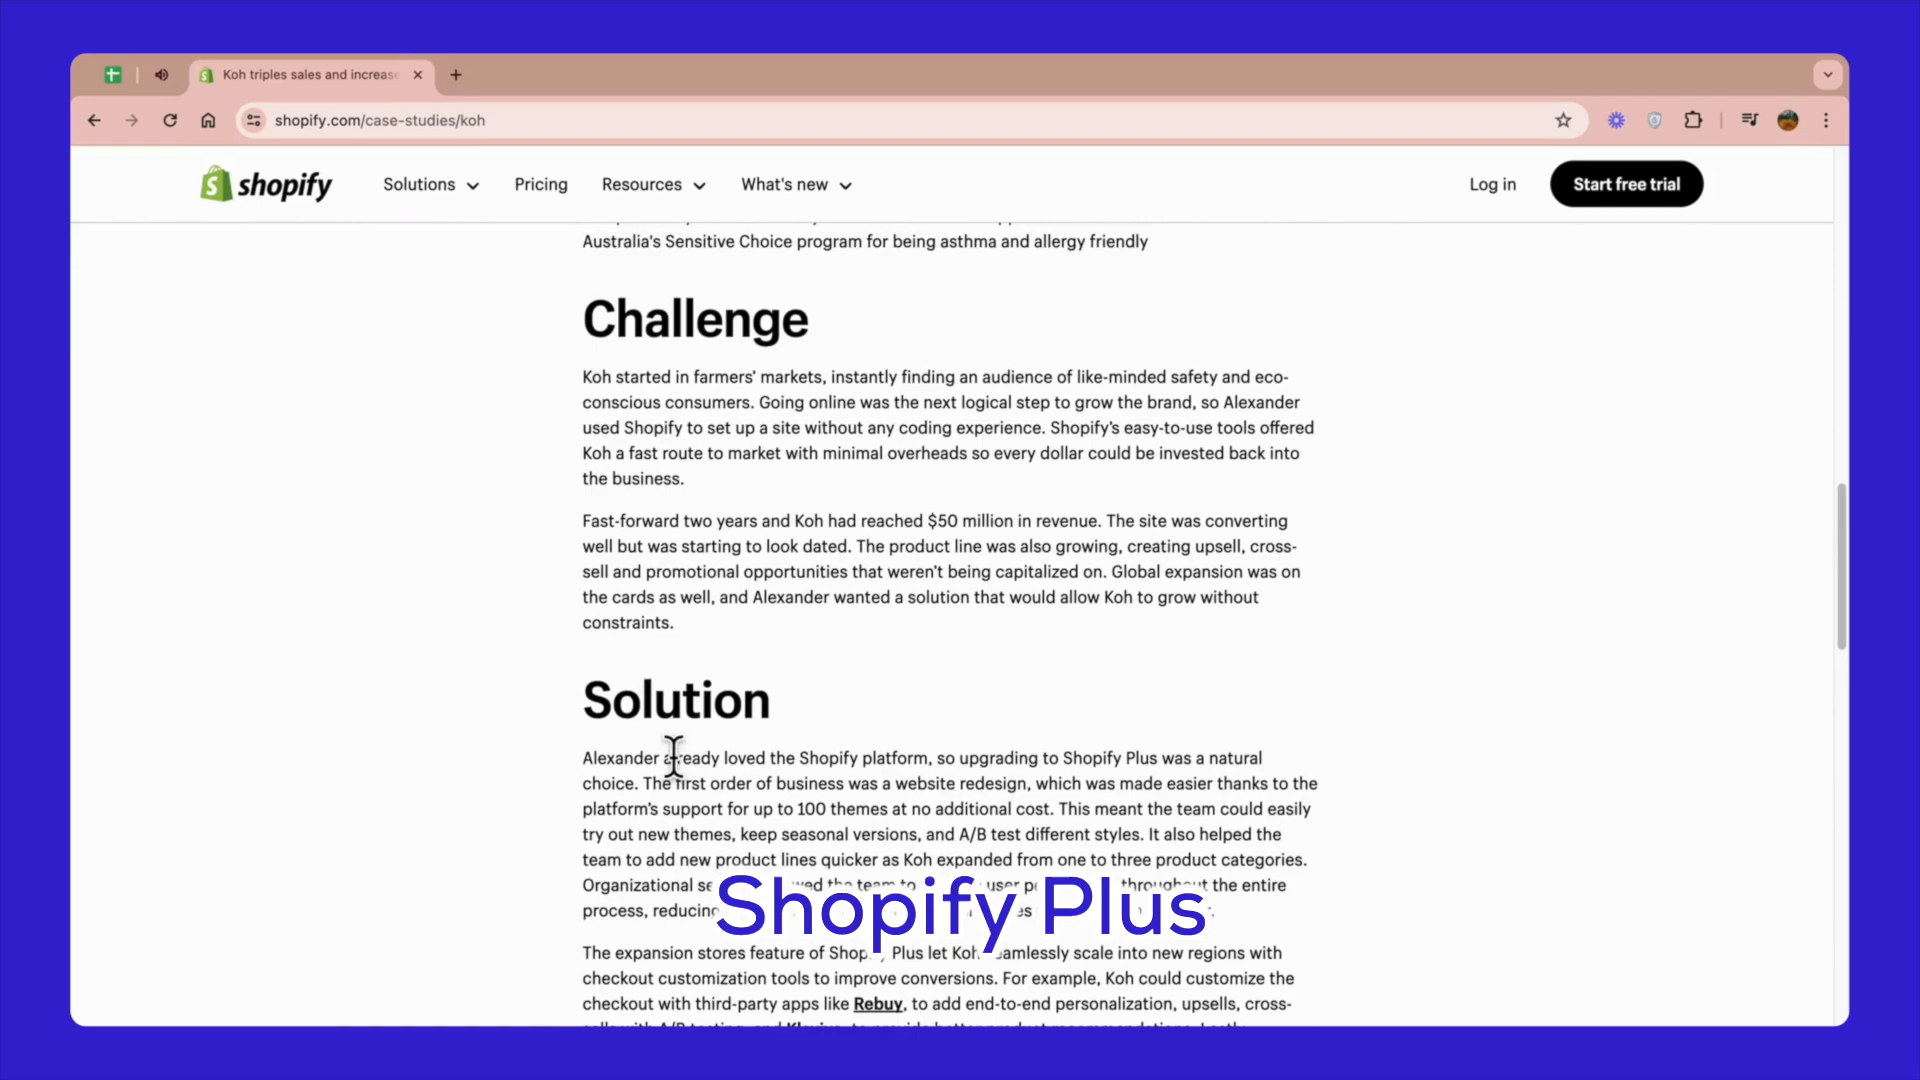 Koh triples sales and increase
shopify.com/case-studies/koh
shopify
Solutions
Pricing
Resources
What's new
Log in
Start free trial
Australia's Sensitive Choice program for being asthma and allergy friendly
Challenge
Koh started in farmers' markets, instantly finding an audience of like-minded safety and eco-
conscious consumers. Going online was the next logical step to grow the brand, so Alexander
used Shopify to set up a site without any coding experience. Shopify's easy-to-use tools offered
Koh a fast route to market with minimal overheads so every dollar could be invested back into
the business.
Fast-forward two years and Koh had reached $50 million in revenue. The site was converting
well but was starting to look dated. The product line was also growing, creating upsell, cross-
sell and promotional opportunities that weren't being capitalized on. Global expansion was on
the cards as well, and Alexander wanted a solution that would allow Koh to grow without
constraints.
Solution
Alexander already loved the Shopify platform, so upgrading to Shopify Plus was a natural
choice. The first order of business was a website redesign, which was made easier thanks to the
platform's support for up to 100 themes at no additional cost. This meant the team could easily
try out new themes, keep seasonal versions, and A/B test different styles. It also helped the
team to add new product lines quicker as Koh expanded from one to three product categories.
Organizational the team to user throughout the entire
process, reducing
Shopify Plus
The expansion stores feature of Shopify Plus let Koh seamlessly scale into new regions with
checkout customization tools to improve conversions. For example, Koh could customize the
checkout with third-party apps like Rebuy, to add end-to-end personalization, upsells, cross-